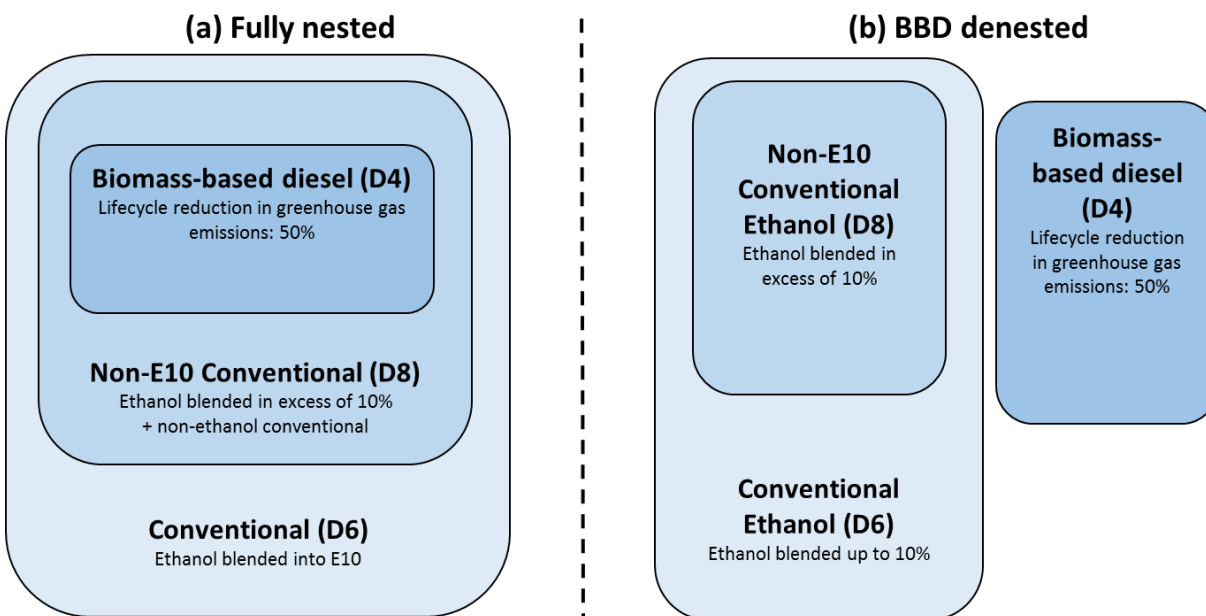 (a) Fully nested
Biomass-based diesel (D4)
Lifecycle reduction in greenhouse gas
emissions: 50%
Non-E10 Conventional (D8)
Ethanol blended in excess of 10%
+ non-ethanol conventional
Conventional (D6)
Ethanol blended into E10
(b) BBD denested
Non-E10
Conventional
Ethanol (D8)
Ethanol blended in
excess of 10%
Conventional
Ethanol (D6)
Ethanol blended up to 10%
Biomass-
based diesel
(D4)
Lifecycle reduction
in greenhouse gas
emissions: 50%